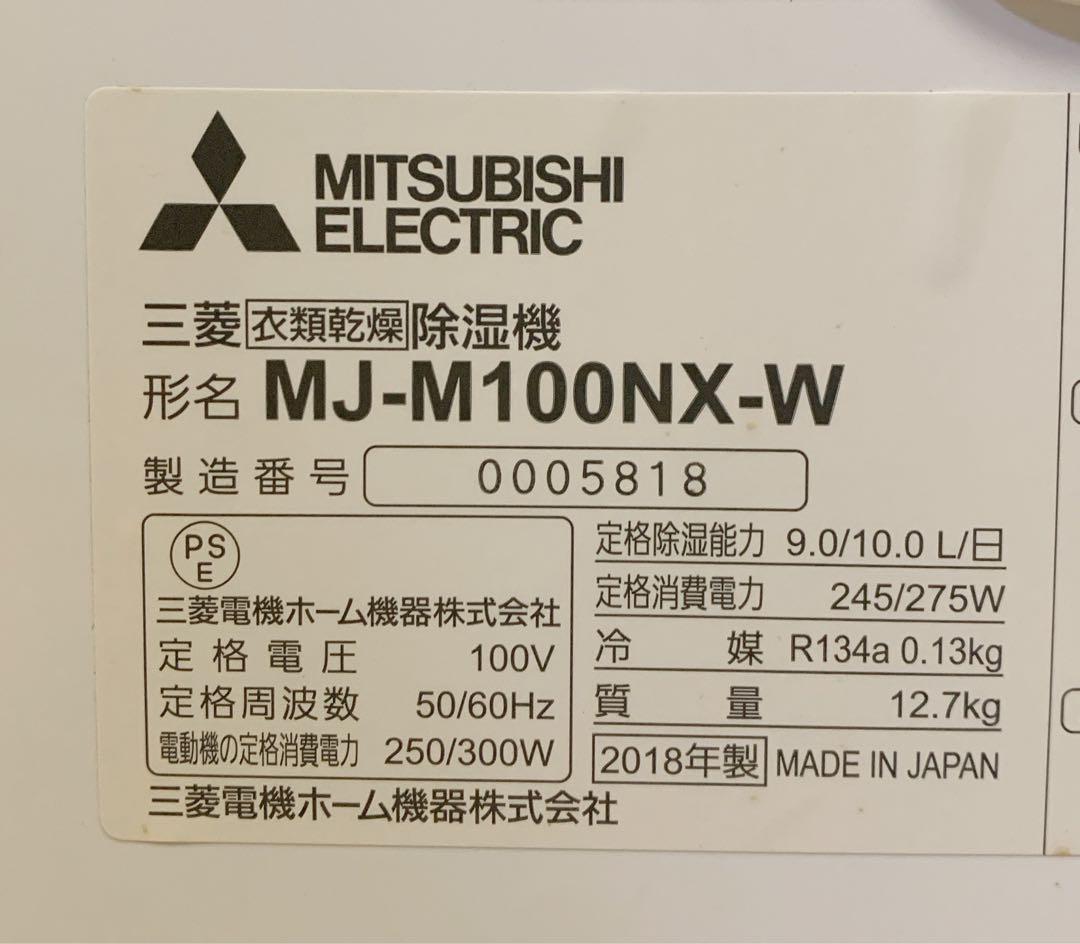 MITSUBISHI
ELECTRIC
三菱衣類乾燥除湿機
形名 MJ-M100NX-W
製造番号 0005818
PS
E
三菱電機ホーム機器株式会社
定格電圧 100V
定格周波数 50/60Hz
電動機の定格消費電力 250/300W
定格除湿能力 9.0/10.0 L/日
定格消費電力 245/275W
冷媒 R134a 0.13kg
質量 12.7kg
2018年製 MADE IN JAPAN
三菱電機ホーム機器株式会社